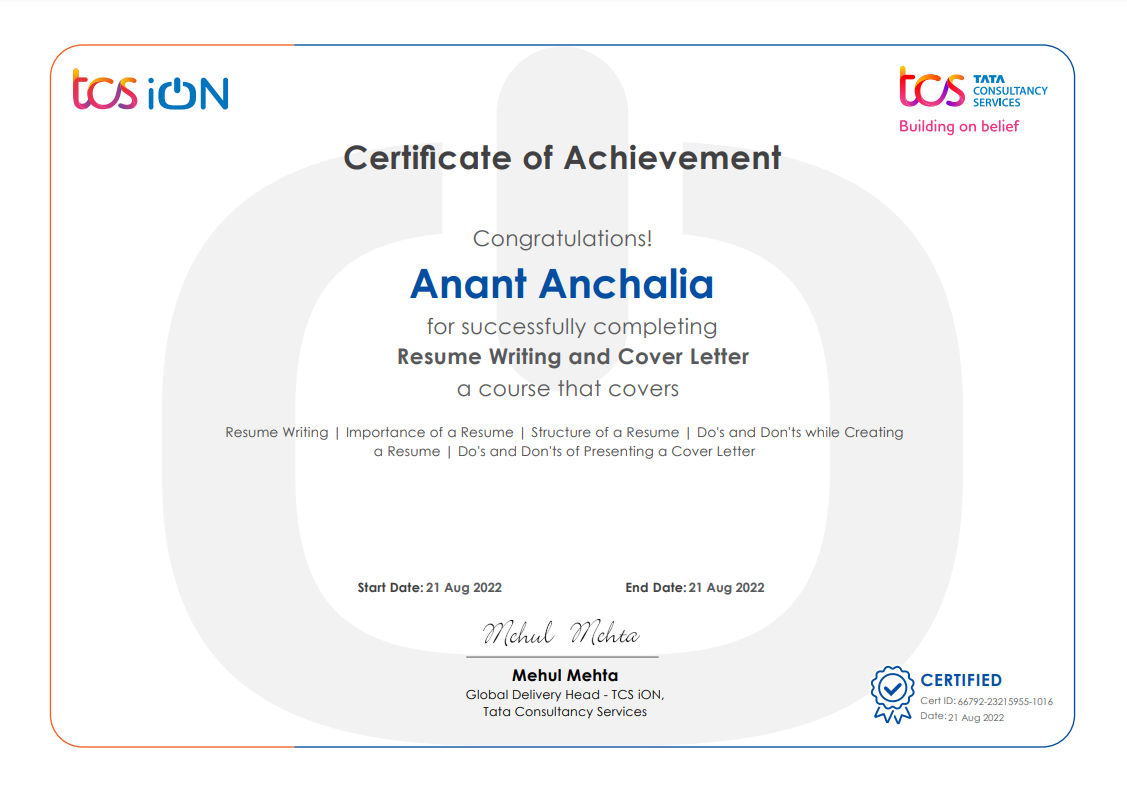 tcs iON
tcs TATA
CONSULTANCY
SERVICES
Building on belief
Certificate of Achievement
Congratulations!
Anant Anchalia
for successfully completing
Resume Writing and Cover Letter
a course that covers
Resume Writing | Importance of a Resume | Structure of a Resume | Do's and Don'ts while Creating
a Resume | Do's and Don'ts of Presenting a Cover Letter
Start Date: 21 Aug 2022 End Date: 21 Aug 2022
Mehul Mehta
Mehul Mehta
Global Delivery Head - TCS iON,
Tata Consultancy Services
CERTIFIED
Cert ID: 66792-23215955-1016
Date: 21 Aug 2022